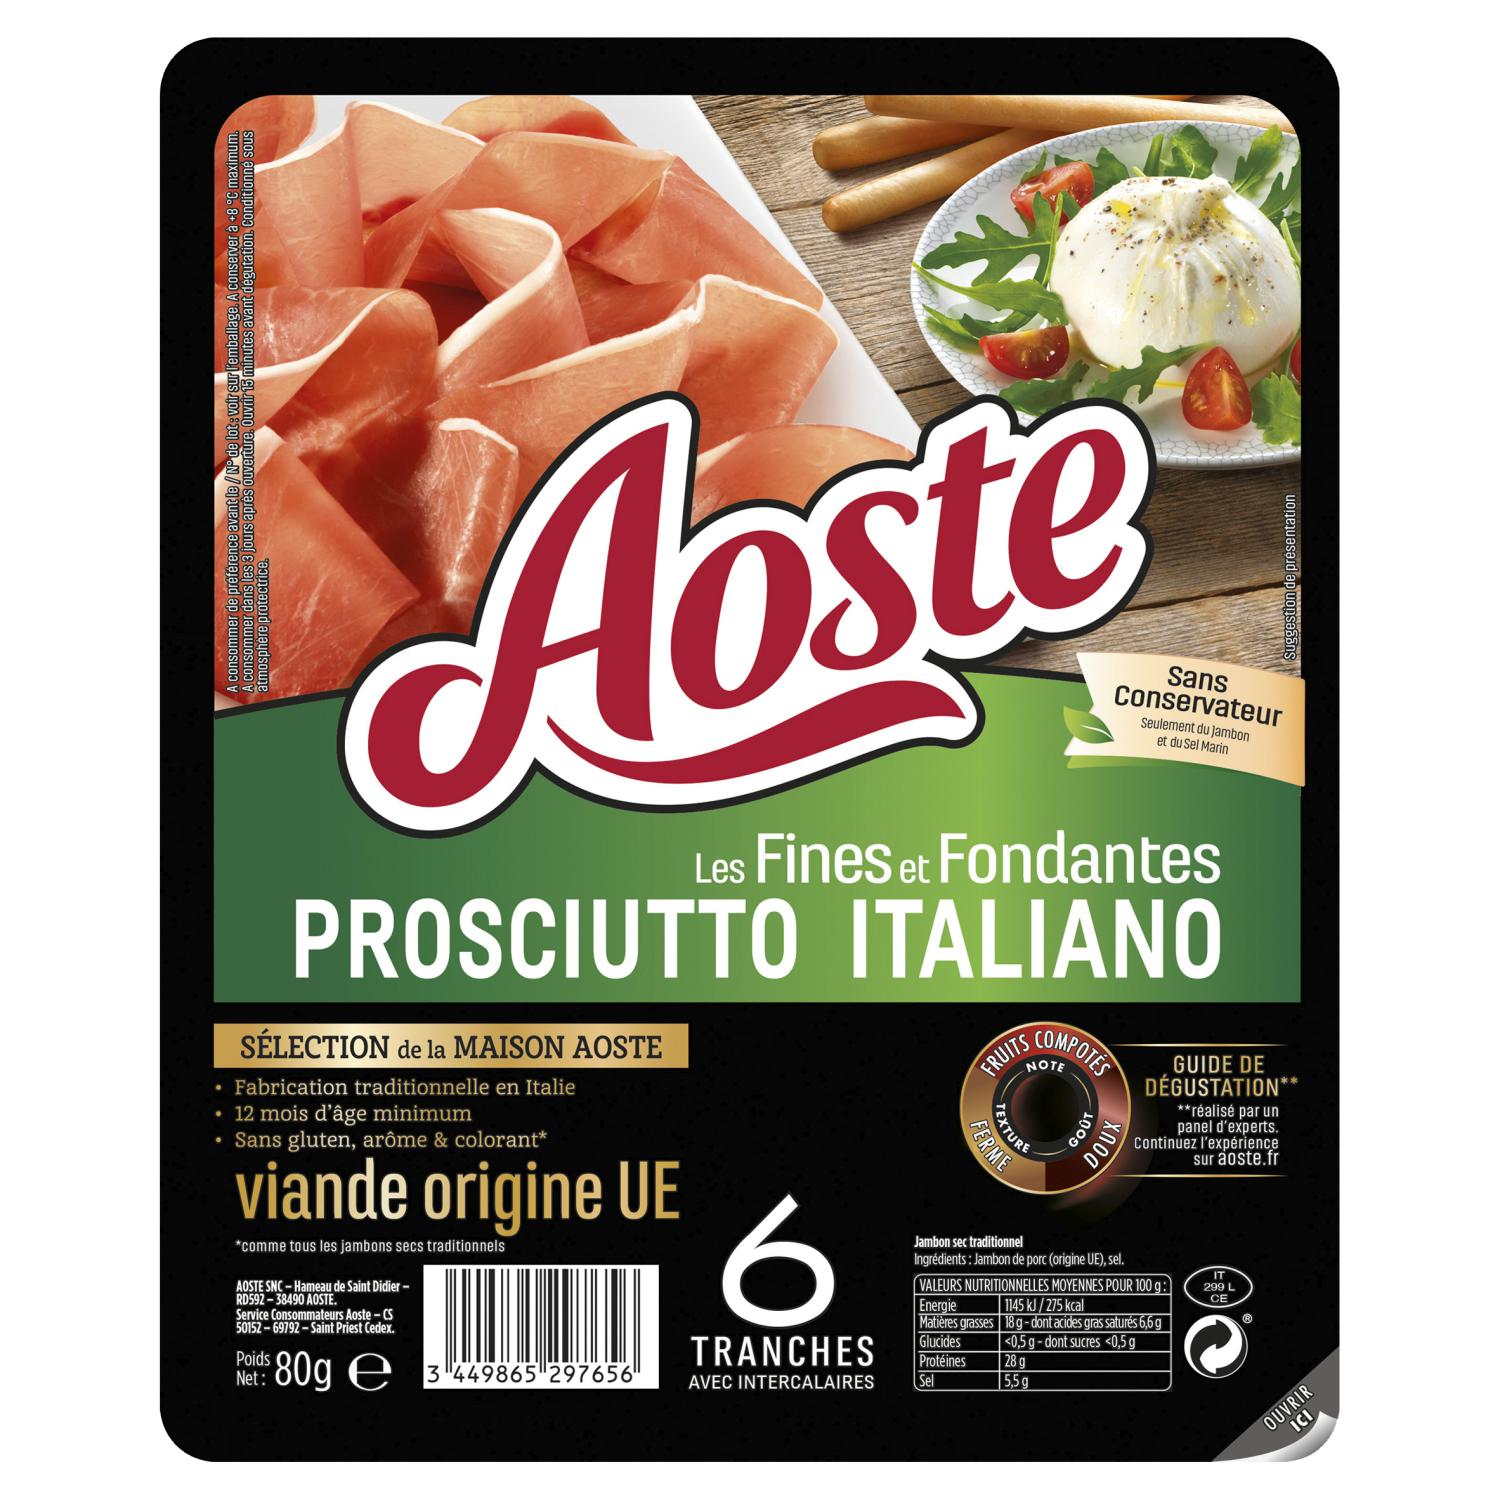 A consommer de préférence avant le / N° de lot : voir sur l'emballage. A conserver à +8 °C maximum.
A consommer dans les 3 jours après ouverture. Ouvrir 15 minutes avant dégutation. Conditionné sous
atmosphère protectrice.
Aoste
Suggestion de présentation
Sans
Conservateur
Seulement du Jambon
et du Sel Marin
Les Fines et Fondantes
PROSCIUTTO ITALIANO
SÉLECTION de la MAISON AOSTE
• Fabrication traditionnelle en Italie
• 12 mois d'âge minimum
• Sans gluten, arôme & colorant*
viande origine UE
*comme tous les jambons secs traditionnels
FRUITS COMPOTÉS
NOTE
TEXTURE
GOÛT
FERME
DOUX
GUIDE DE
DÉGUSTATION**
**réalisé par un
panel d'experts.
Continuez l'expérience
sur aoste.fr
AOSTE SNC – Hameau de Saint Didier –
RD592 – 38490 AOSTE.
Service Consommateurs Aoste – CS
50152 – 69792 – Saint Priest Cedex.
Poids
Net : 80g e
3 449865 297656
6
TRANCHES
AVEC INTERCALAIRES
Jambon sec traditionnel
Ingrédients : Jambon de porc (origine UE), sel.
VALEURS NUTRITIONNELLES MOYENNES POUR 100 g :
Energie 1145 kJ / 275 kcal
Matières grasses 18 g - dont acides gras saturés 6,6 g
Glucides <0,5 g - dont sucres <0,5 g
Protéines 28 g
Sel 5,5 g
IT
299 L
CE
®
OUVRIR
ICI